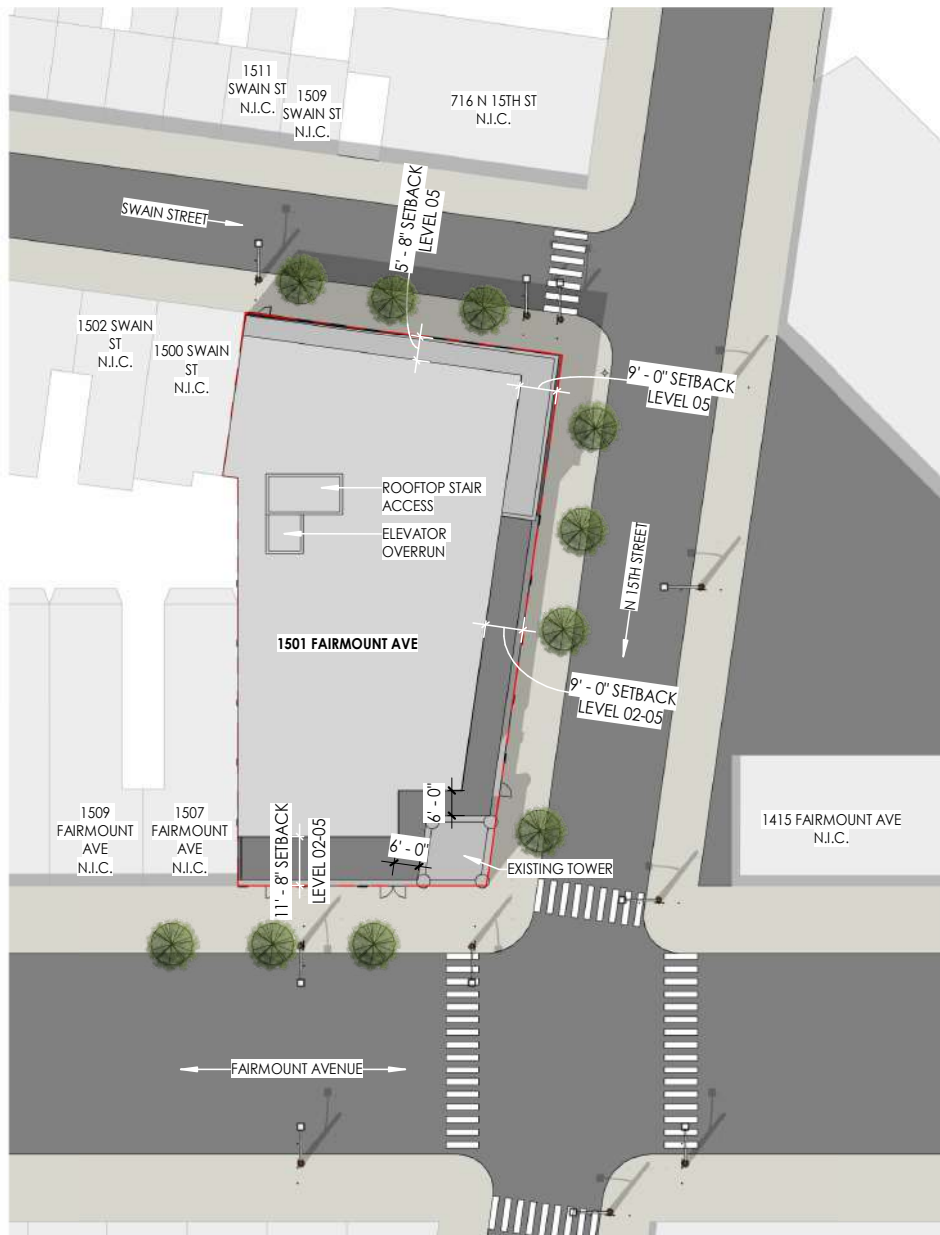 1511
SWAIN ST
N.I.C.
1509
SWAIN ST
N.I.C.
716 N 15TH ST
N.I.C.
SWAIN STREET
5' - 8" SETBACK
LEVEL 05
1502 SWAIN
ST
N.I.C.
1500 SWAIN
ST
N.I.C.
9' - 0" SETBACK
LEVEL 05
ROOFTOP STAIR
ACCESS
ELEVATOR
OVERRUN
N 15TH STREET
1501 FAIRMOUNT AVE
9' - 0" SETBACK
LEVEL 02-05
6' - 0"
6' - 0"
1509
FAIRMOUNT
AVE
N.I.C.
1507
FAIRMOUNT
AVE
N.I.C.
11' - 8" SETBACK
LEVEL 02-05
EXISTING TOWER
1415 FAIRMOUNT AVE
N.I.C.
FAIRMOUNT AVENUE